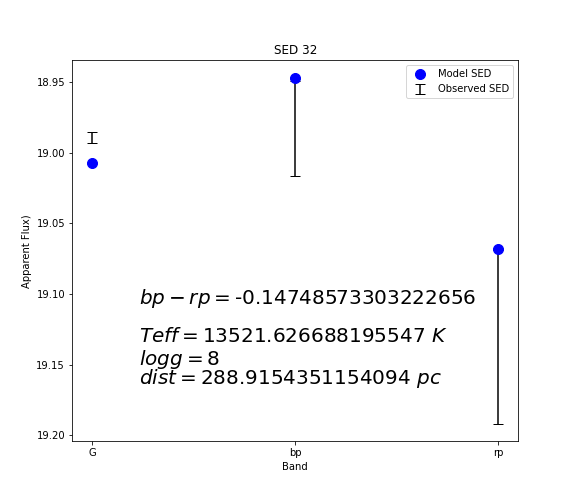 SED 32
Model SED
Observed SED
18.95
19.00
19.05
19.10
19.15
19.20
Apparent Flux)
bp − rp = -0.14748573303222656
Teff = 13521.626688195547 K
logg = 8
dist = 288.9154351154094 pc
G bp rp
Band